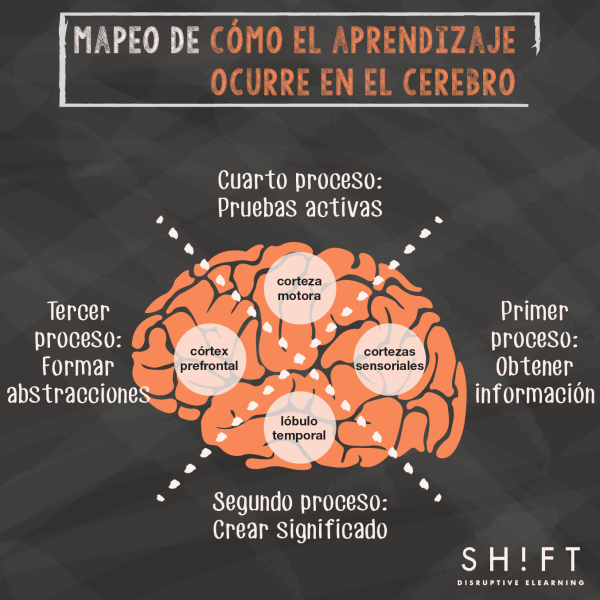 MAPEO DE CÓMO EL APRENDIZAJE
OCURRE EN EL CEREBRO
Cuarto proceso:
Pruebas activas
corteza
motora
Tercer
proceso:
Formar
abstracciones
córtex
prefrontal
cortezas
sensoriales
Primer
proceso:
Obtener
información
lóbulo
temporal
Segundo proceso:
Crear significado
SH!FT
DISRUPTIVE ELEARNING